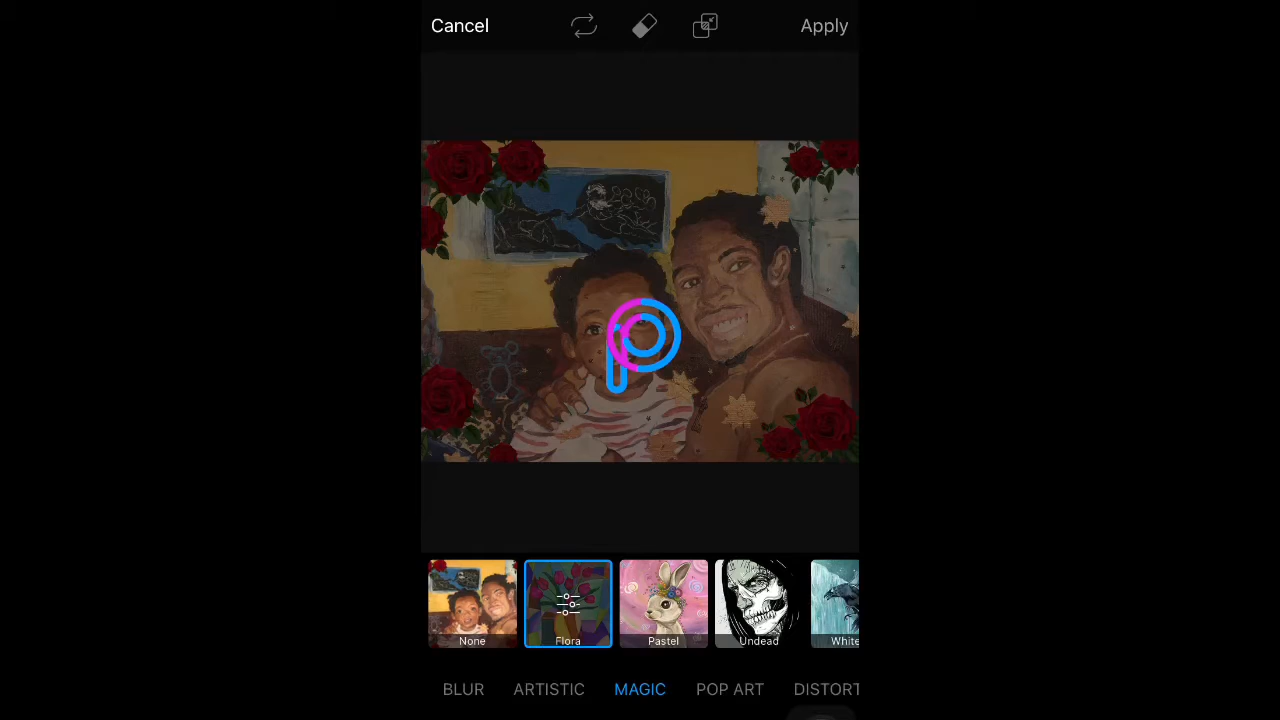 Cancel
Apply
None
Flora
Pastel
Undead
White
BLUR
ARTISTIC
MAGIC
POP ART
DISTORT